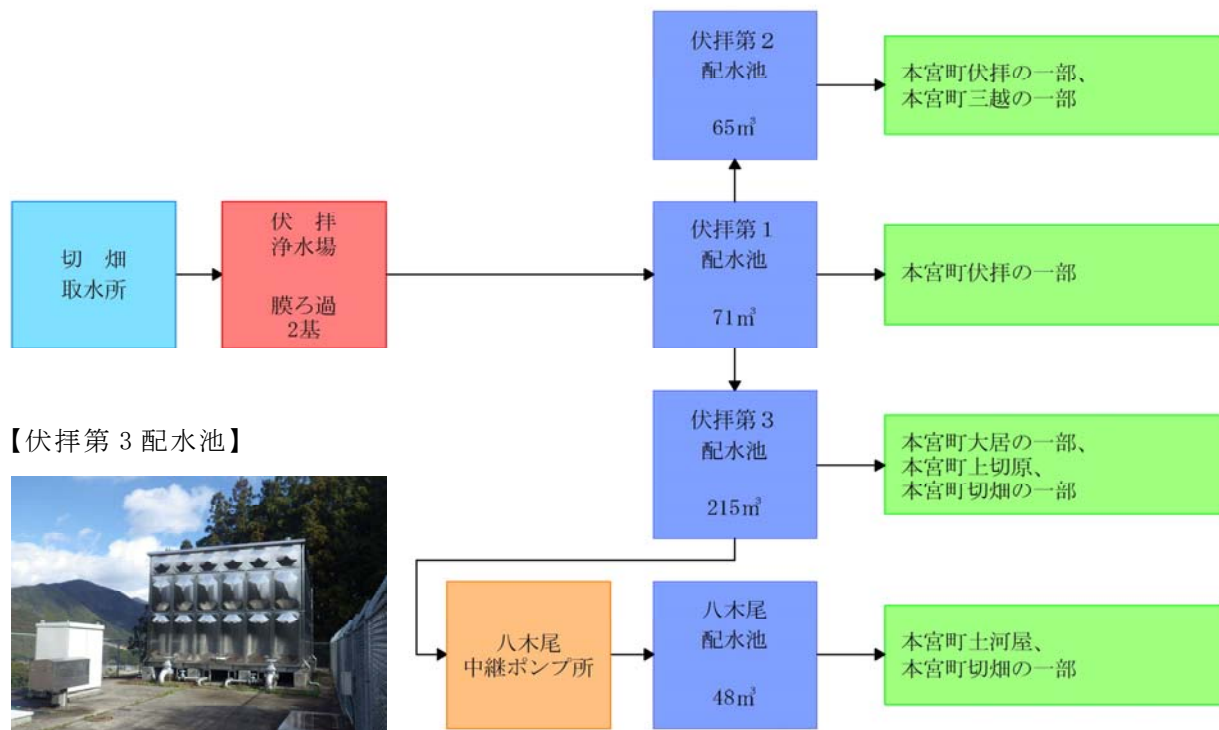 伏拝第2
配水池
65㎥
本宮町伏拝の一部、
本宮町三越の一部
切 畑
取水所
伏 拝
浄水場
膜ろ過
2基
伏拝第1
配水池
71㎥
本宮町伏拝の一部
伏拝第3
配水池
215㎥
本宮町大居の一部、
本宮町上切原、
本宮町切畑の一部
【伏拝第3配水池】
八木尾
中継ポンプ所
八木尾
配水池
48㎥
本宮町土河屋、
本宮町切畑の一部